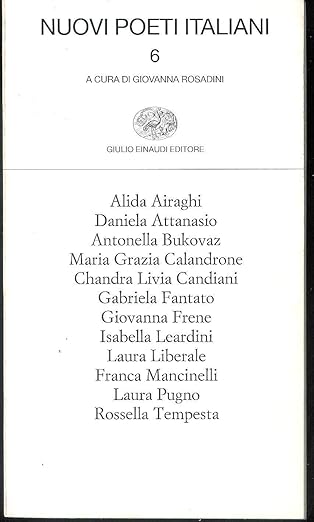 NUOVI POETI ITALIANI
6
A CURA DI GIOVANNA ROSADINI
GIULIO EINAUDI EDITORE
Alida Airaghi
Daniela Attanasio
Antonella Bukovaz
Maria Grazia Calandrone
Chandra Livia Candiani
Gabriela Fantato
Giovanna Frene
Isabella Leardini
Laura Liberale
Franca Mancinelli
Laura Pugno
Rossella Tempesta